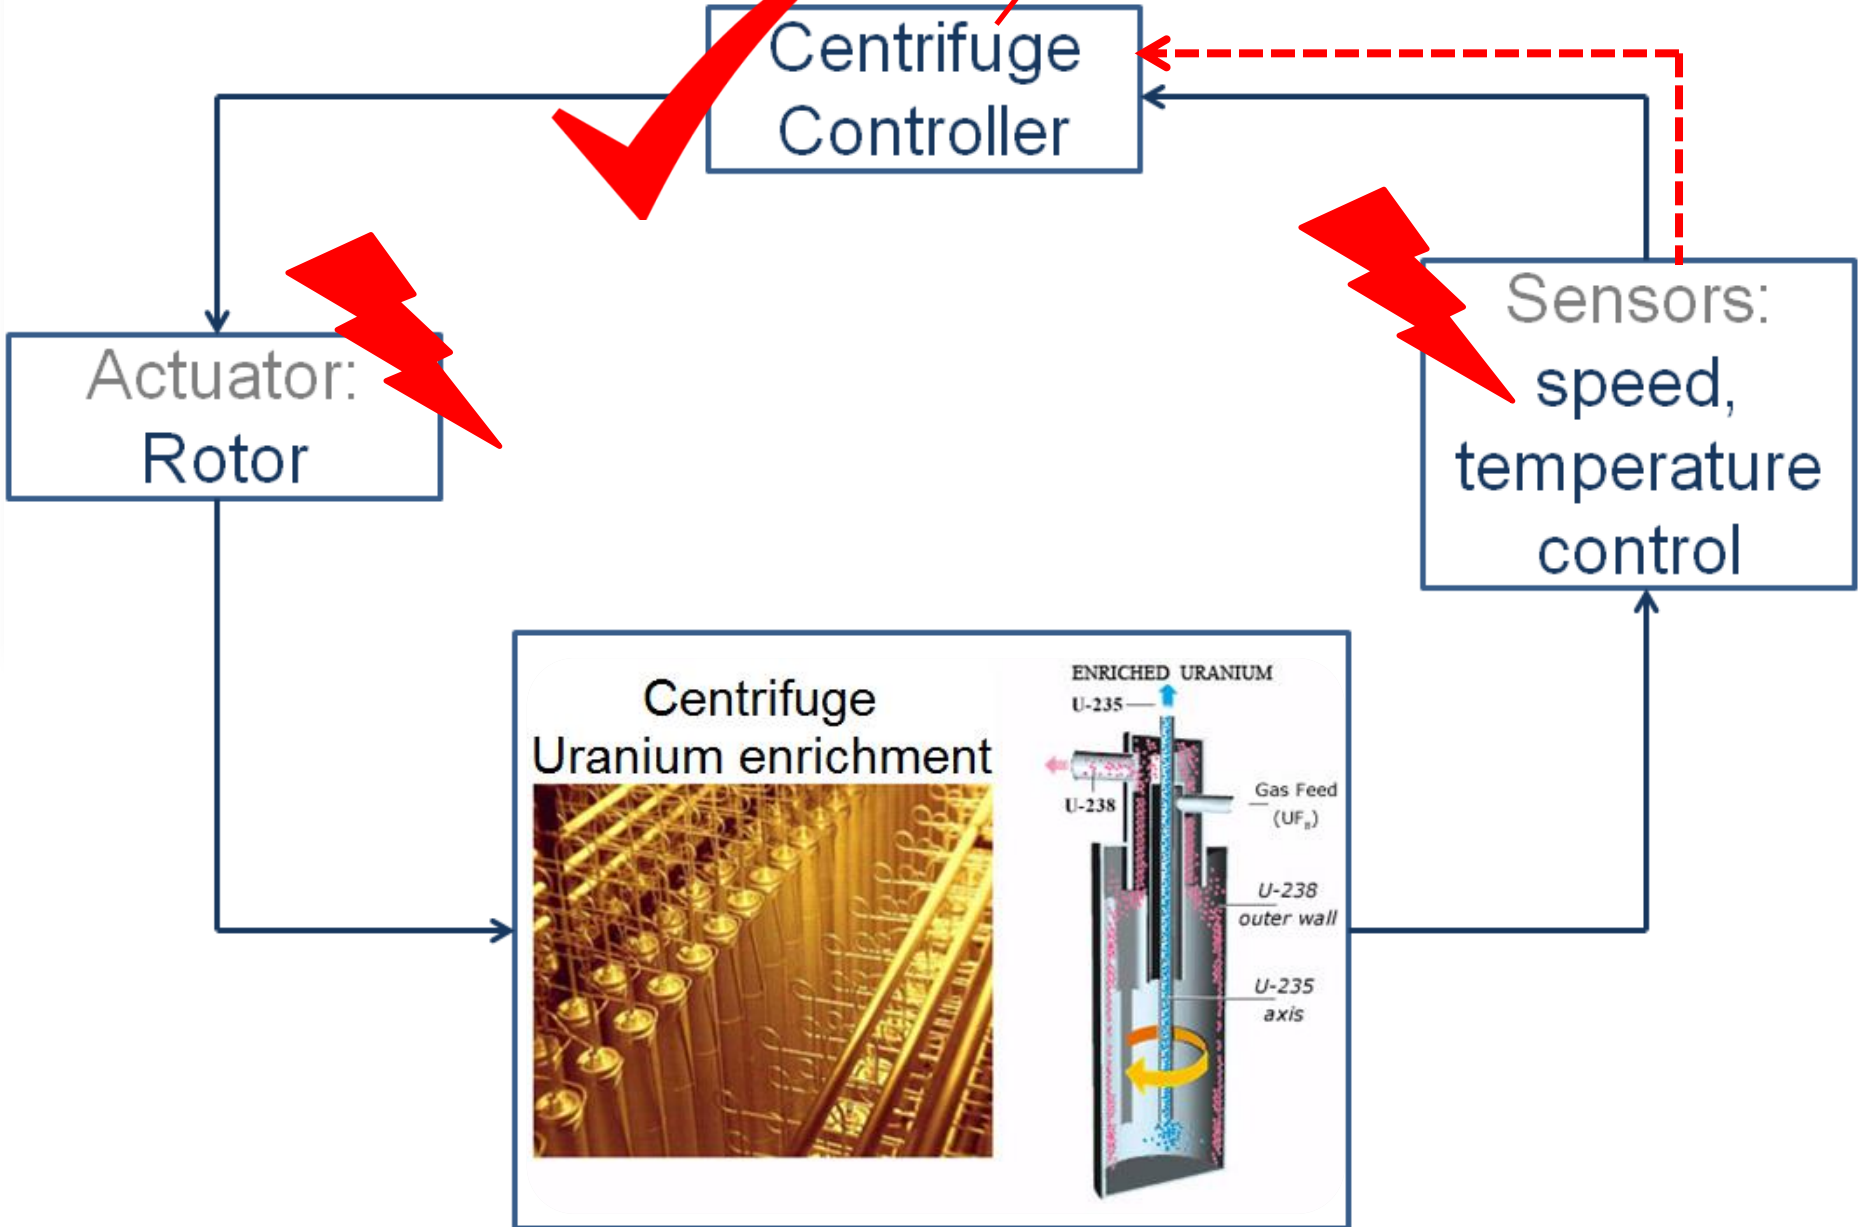 Centrifuge
Controller
Actuator:
Rotor
Sensors:
speed,
temperature
control
Centrifuge
Uranium enrichment
ENRICHED URANIUM
U-235
U-238
Gas Feed
(UF₈)
U-238
outer wall
U-235
axis